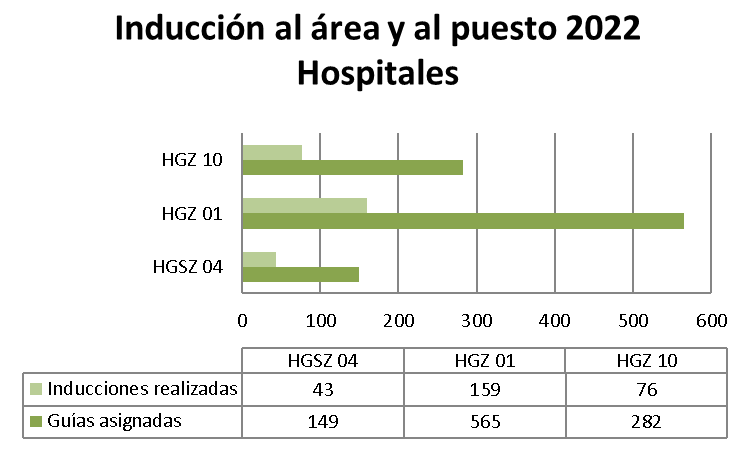 Inducción al área y al puesto 2022
Hospitales
HGZ 10
HGZ 01
HGSZ 04
0 100 200 300 400 500 600
HGSZ 04 HGZ 01 HGZ 10
Inducciones realizadas 43 159 76
Guías asignadas 149 565 282